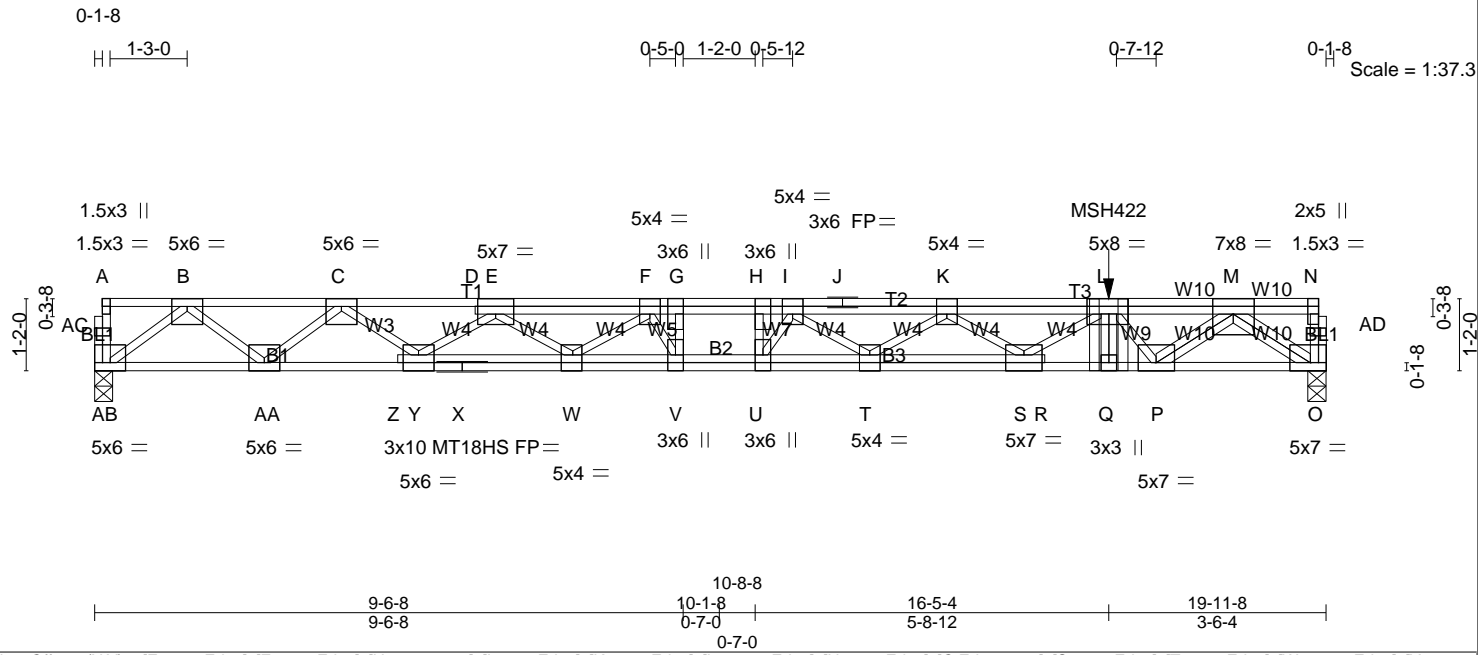 0-1-8
1-3-0 0-5-0 1-2-0 0-5-12 0-7-12 0-1-8
Scale = 1:37.3
5x4 =
1.5x3 || 5x4 = 3x6 FP= MSH422 2x5 ||
1.5x3 = 5x6 = 5x6 = 5x7 = 3x6 || 3x6 || 5x4 = 5x8 = 7x8 = 1.5x3 =
A B C D E F G H I J K L M N
T1 T2 T3 W10 W10
1-2-0 0-3-8 AC BL1 W3 W4 W4 W4 W5 W7 W4 W4 W4 W4 W9 W10 W10 BL1 AD 0-3-8 1-2-0
B1 B2 B3 0-1-8
AB AA Z Y X W V U T S R Q P O
5x6 = 5x6 = 3x10 MT18HS FP= 3x6 || 3x6 || 5x4 = 5x7 = 3x3 || 5x7 =
5x6 = 5x4 = 5x7 =
10-8-8
9-6-8 10-1-8 16-5-4 19-11-8
9-6-8 0-7-0 5-8-12 3-6-4
0-7-0